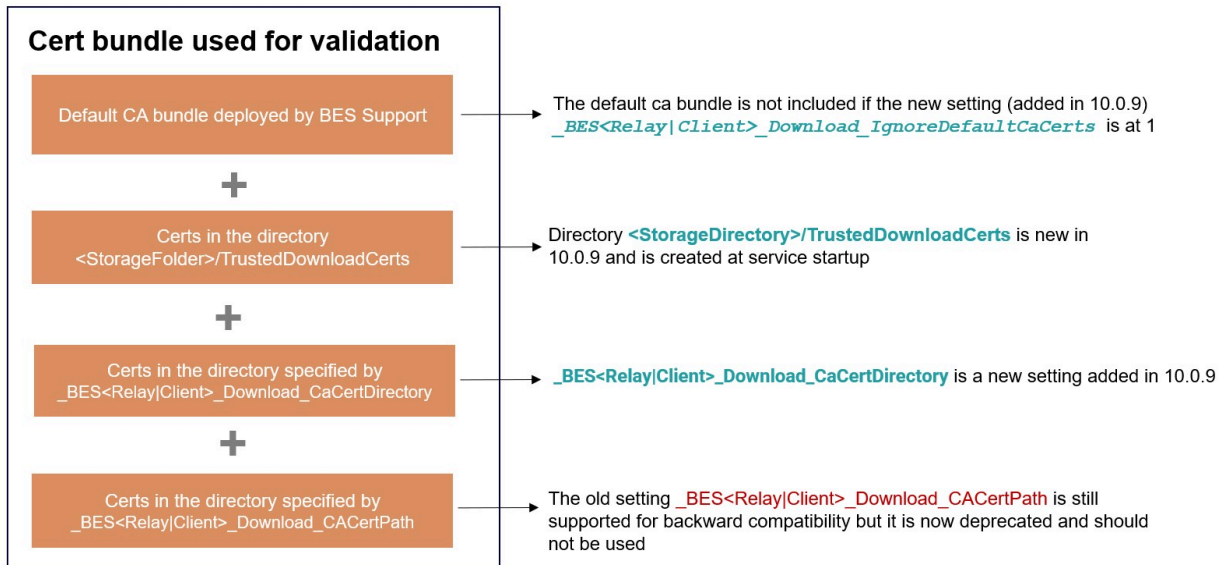 Cert bundle used for validation
Default CA bundle deployed by BES Support
The default ca bundle is not included if the new setting (added in 10.0.9)
_BES<Relay|Client>_Download_IgnoreDefaultCaCerts is at 1
+
Certs in the directory
<StorageFolder>/TrustedDownloadCerts
Directory <StorageDirectory>/TrustedDownloadCerts is new in
10.0.9 and is created at service startup
+
Certs in the directory specified by
_BES<Relay|Client>_Download_CaCertDirectory
_BES<Relay|Client>_Download_CaCertDirectory is a new setting added in 10.0.9
+
Certs in the directory specified by
_BES<Relay|Client>_Download_CACertPath
The old setting _BES<Relay|Client>_Download_CACertPath is still
supported for backward compatibility but it is now deprecated and should
not be used